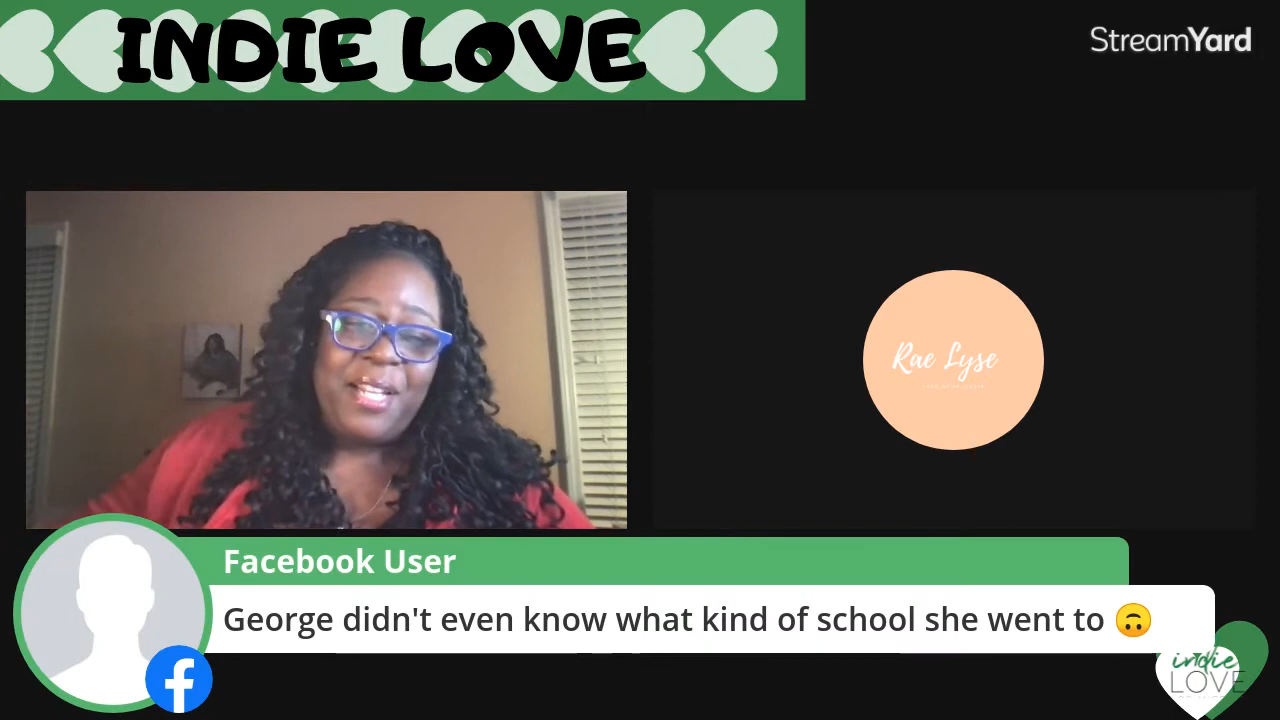 INDIE LOVE
StreamYard
Rae Lyse
Facebook User
George didn't even know what kind of school she went to 🙃
indie
LOVE